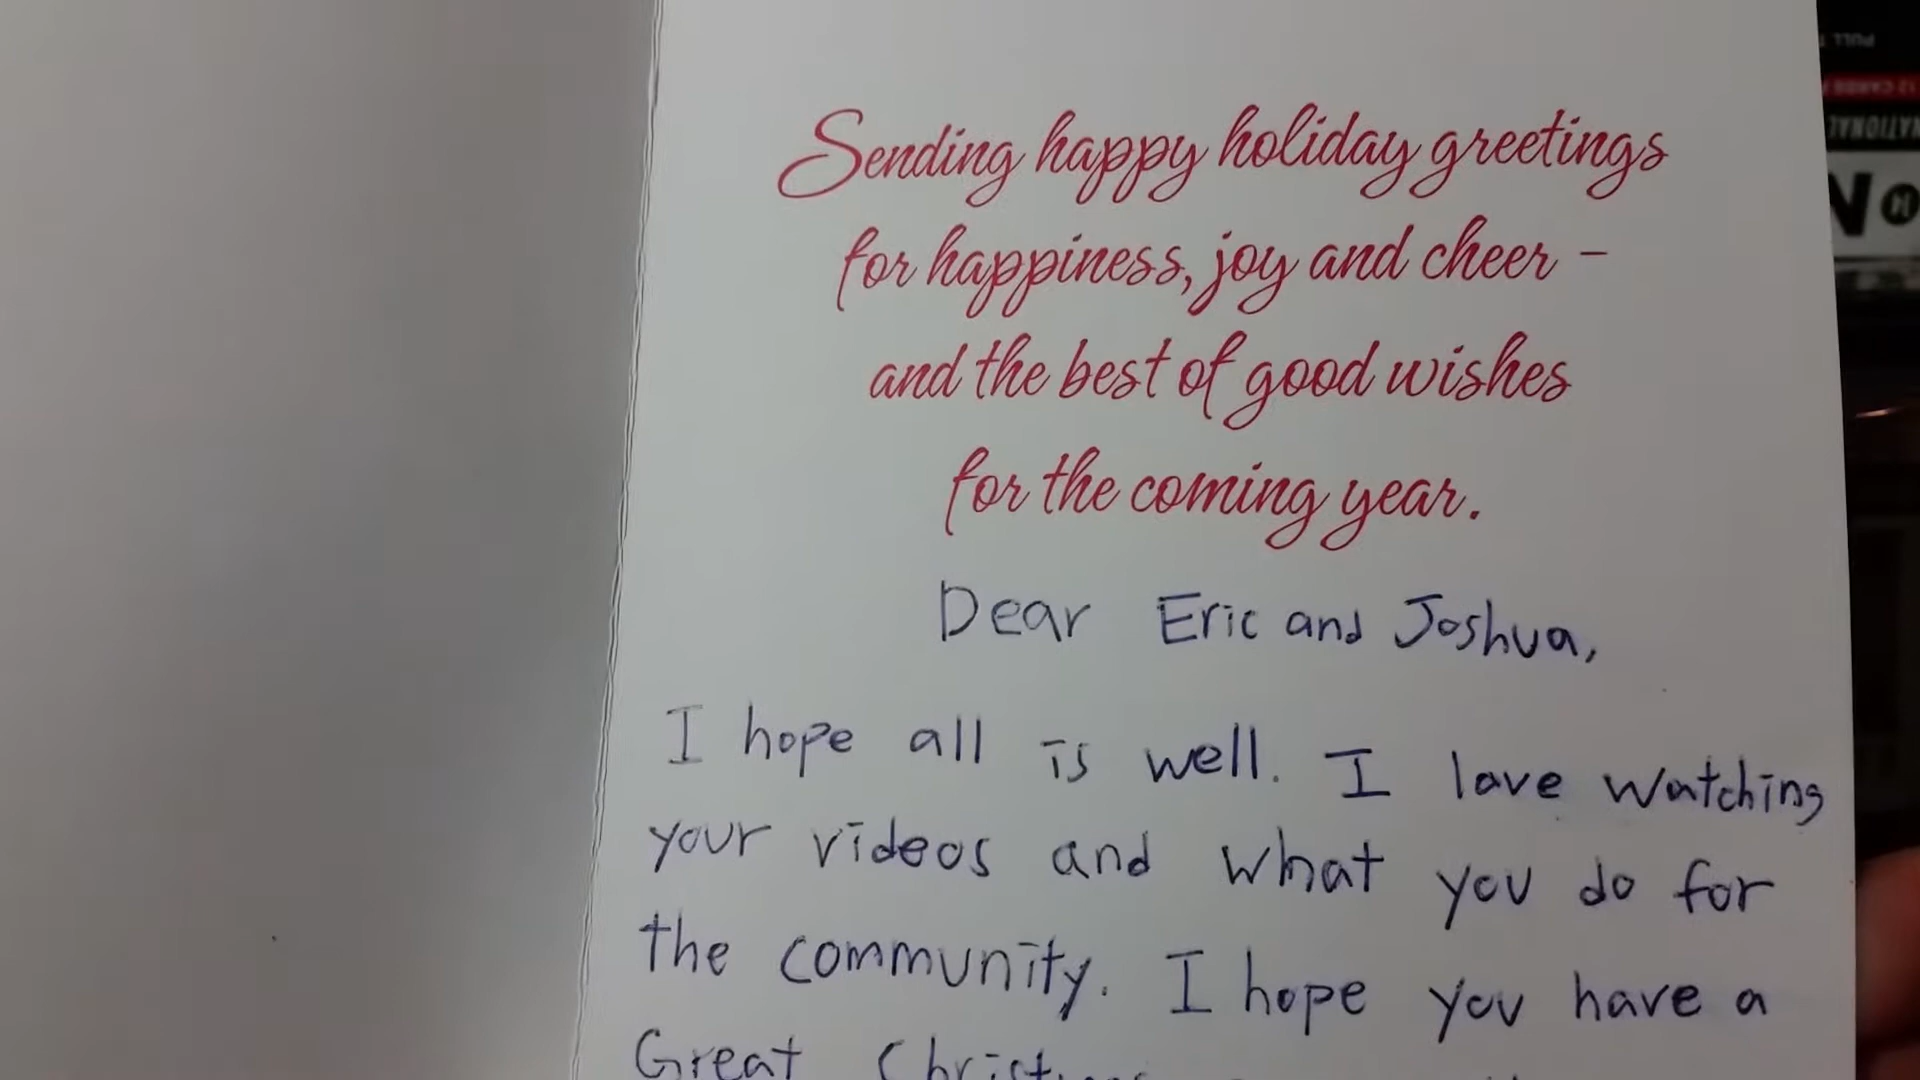 Sending happy holiday greetings
for happiness, joy and cheer –
and the best of good wishes
for the coming year.
Dear Eric and Joshua,
I hope all is well. I love watching
your videos and what you do for
the community. I hope you have a
Great
PULL
NATIONAL